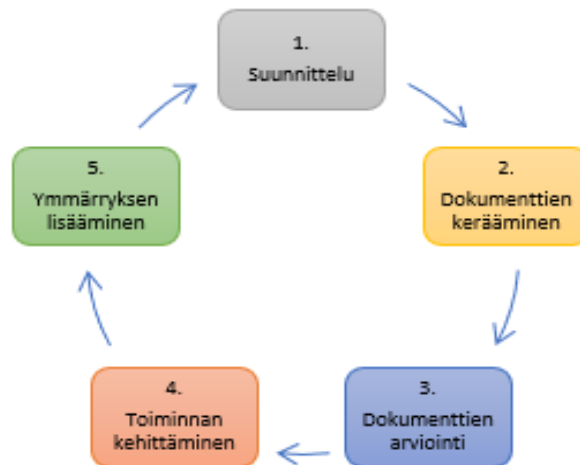 1.
Suunnittelu
2.
Dokumenttien
kerääminen
3.
Dokumenttien
arviointi
4.
Toiminnan
kehittäminen
5.
Ymmärryksen
lisääminen